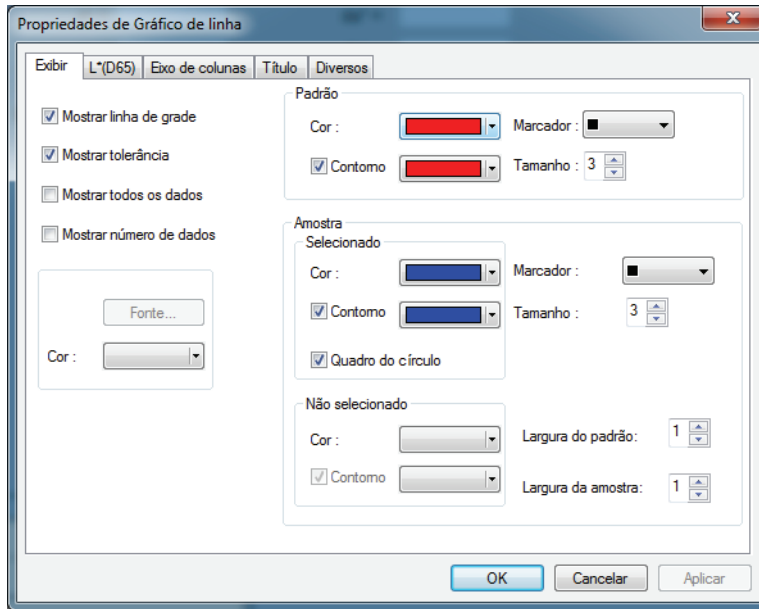 Propriedades de Gráfico de linha
Exibir L*(D65) Eixo de colunas Título Diversos
Mostrar linha de grade
Mostrar tolerância
Mostrar todos os dados
Mostrar número de dados
Fonte...
Cor :
Padrão
Cor : Marcador :
Contorno Tamanho : 3
Amostra
Selecionado
Cor : Marcador :
Contorno Tamanho : 3
Quadro do círculo
Não selecionado
Cor : Largura do padrão: 1
Contorno Largura da amostra: 1
OK Cancelar Aplicar